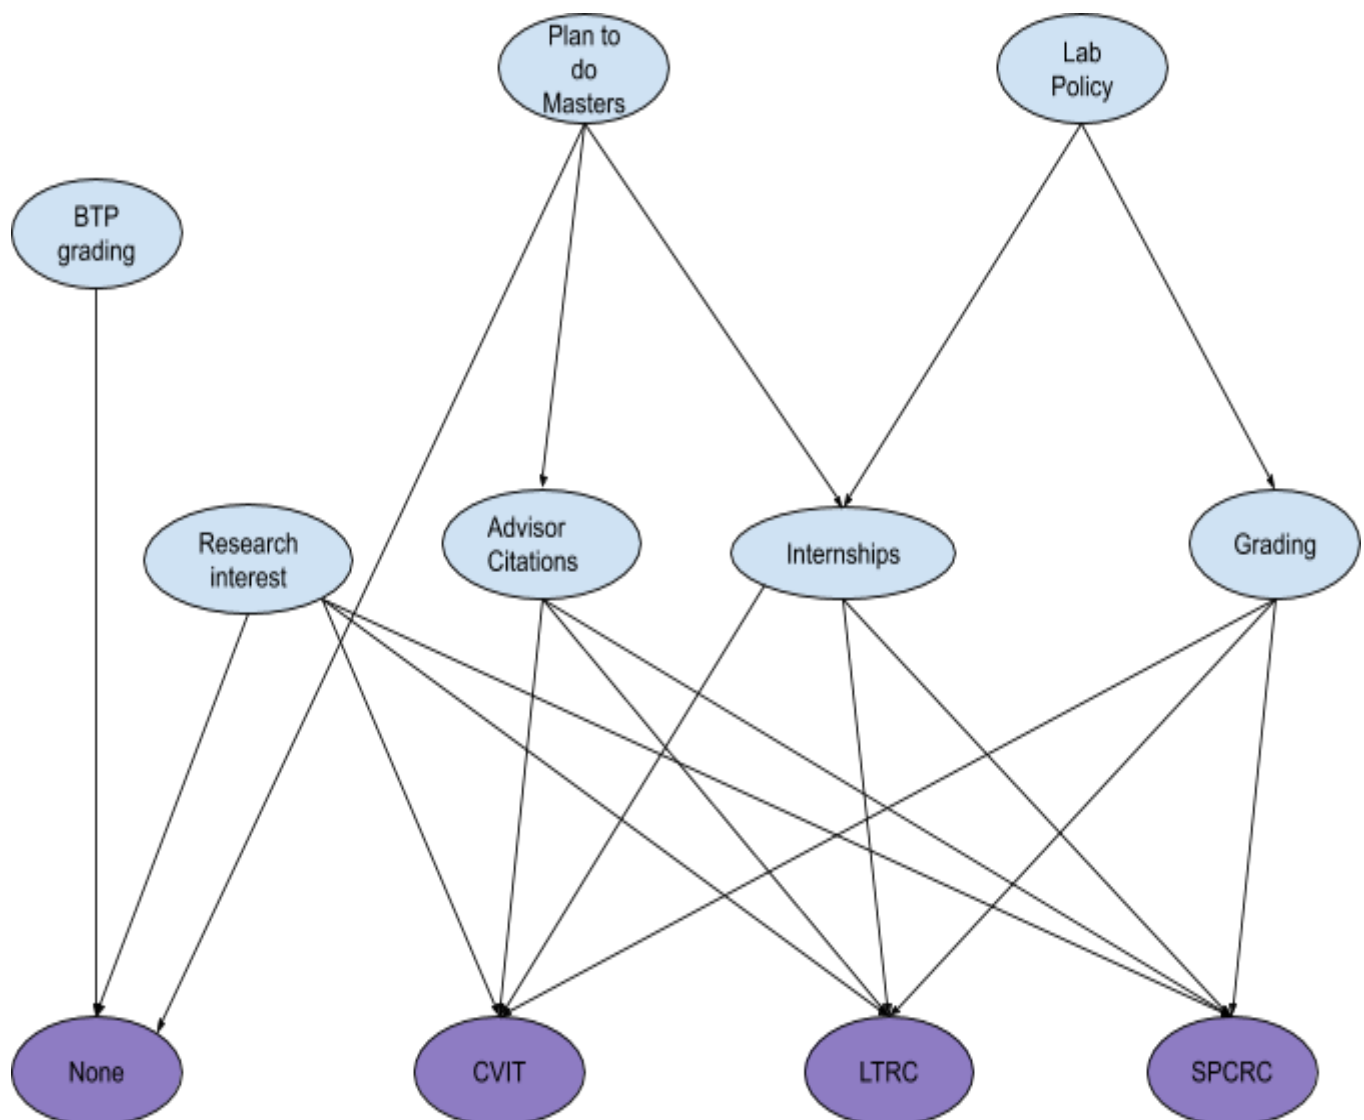 Plan to
do
Masters
Lab
Policy
BTP
grading
Research
interest
Advisor
Citations
Internships
Grading
None
CVIT
LTRC
SPCRC